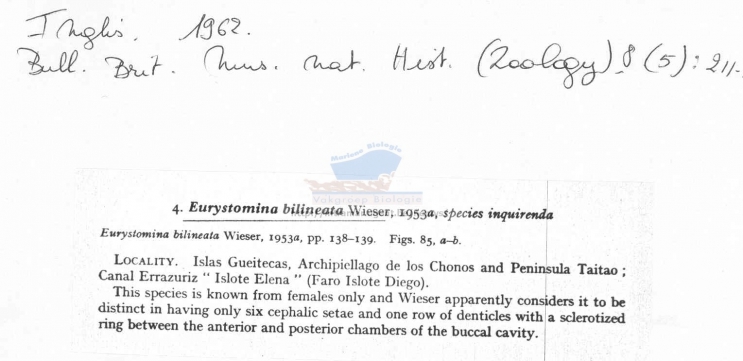 Inglis. 1962.
Bull. Brit. Mus. nat. Hist. (Zoology) 8 (5): 211-
Mariene Biologie
Vakgroep Biologie
4. Eurystomina bilineata Wieser, 1953a, species inquirenda
Eurystomina bilineata Wieser, 1953a, pp. 138–139. Figs. 85, a–b.
LOCALITY. Islas Gueitecas, Archipiellago de los Chonos and Peninsula Taitao ;
Canal Errazuriz " Islote Elena " (Faro Islote Diego).
This species is known from females only and Wieser apparently considers it to be
distinct in having only six cephalic setae and one row of denticles with a sclerotized
ring between the anterior and posterior chambers of the buccal cavity.